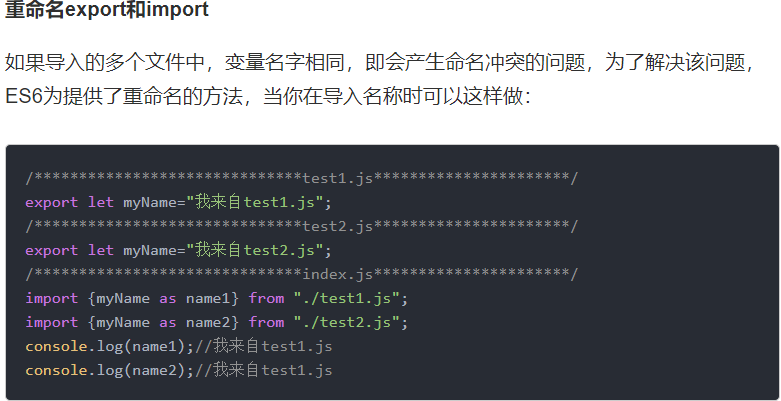 重命名export和import
如果导入的多个文件中，变量名字相同，即会产生命名冲突的问题，为了解决该问题，
ES6为提供了重命名的方法，当你在导入名称时可以这样做：
/******************************test1.js**********************/
export let myName="我来自test1.js";
/******************************test2.js**********************/
export let myName="我来自test2.js";
/******************************index.js**********************/
import {myName as name1} from "./test1.js";
import {myName as name2} from "./test2.js";
console.log(name1);//我来自test1.js
console.log(name2);//我来自test1.js